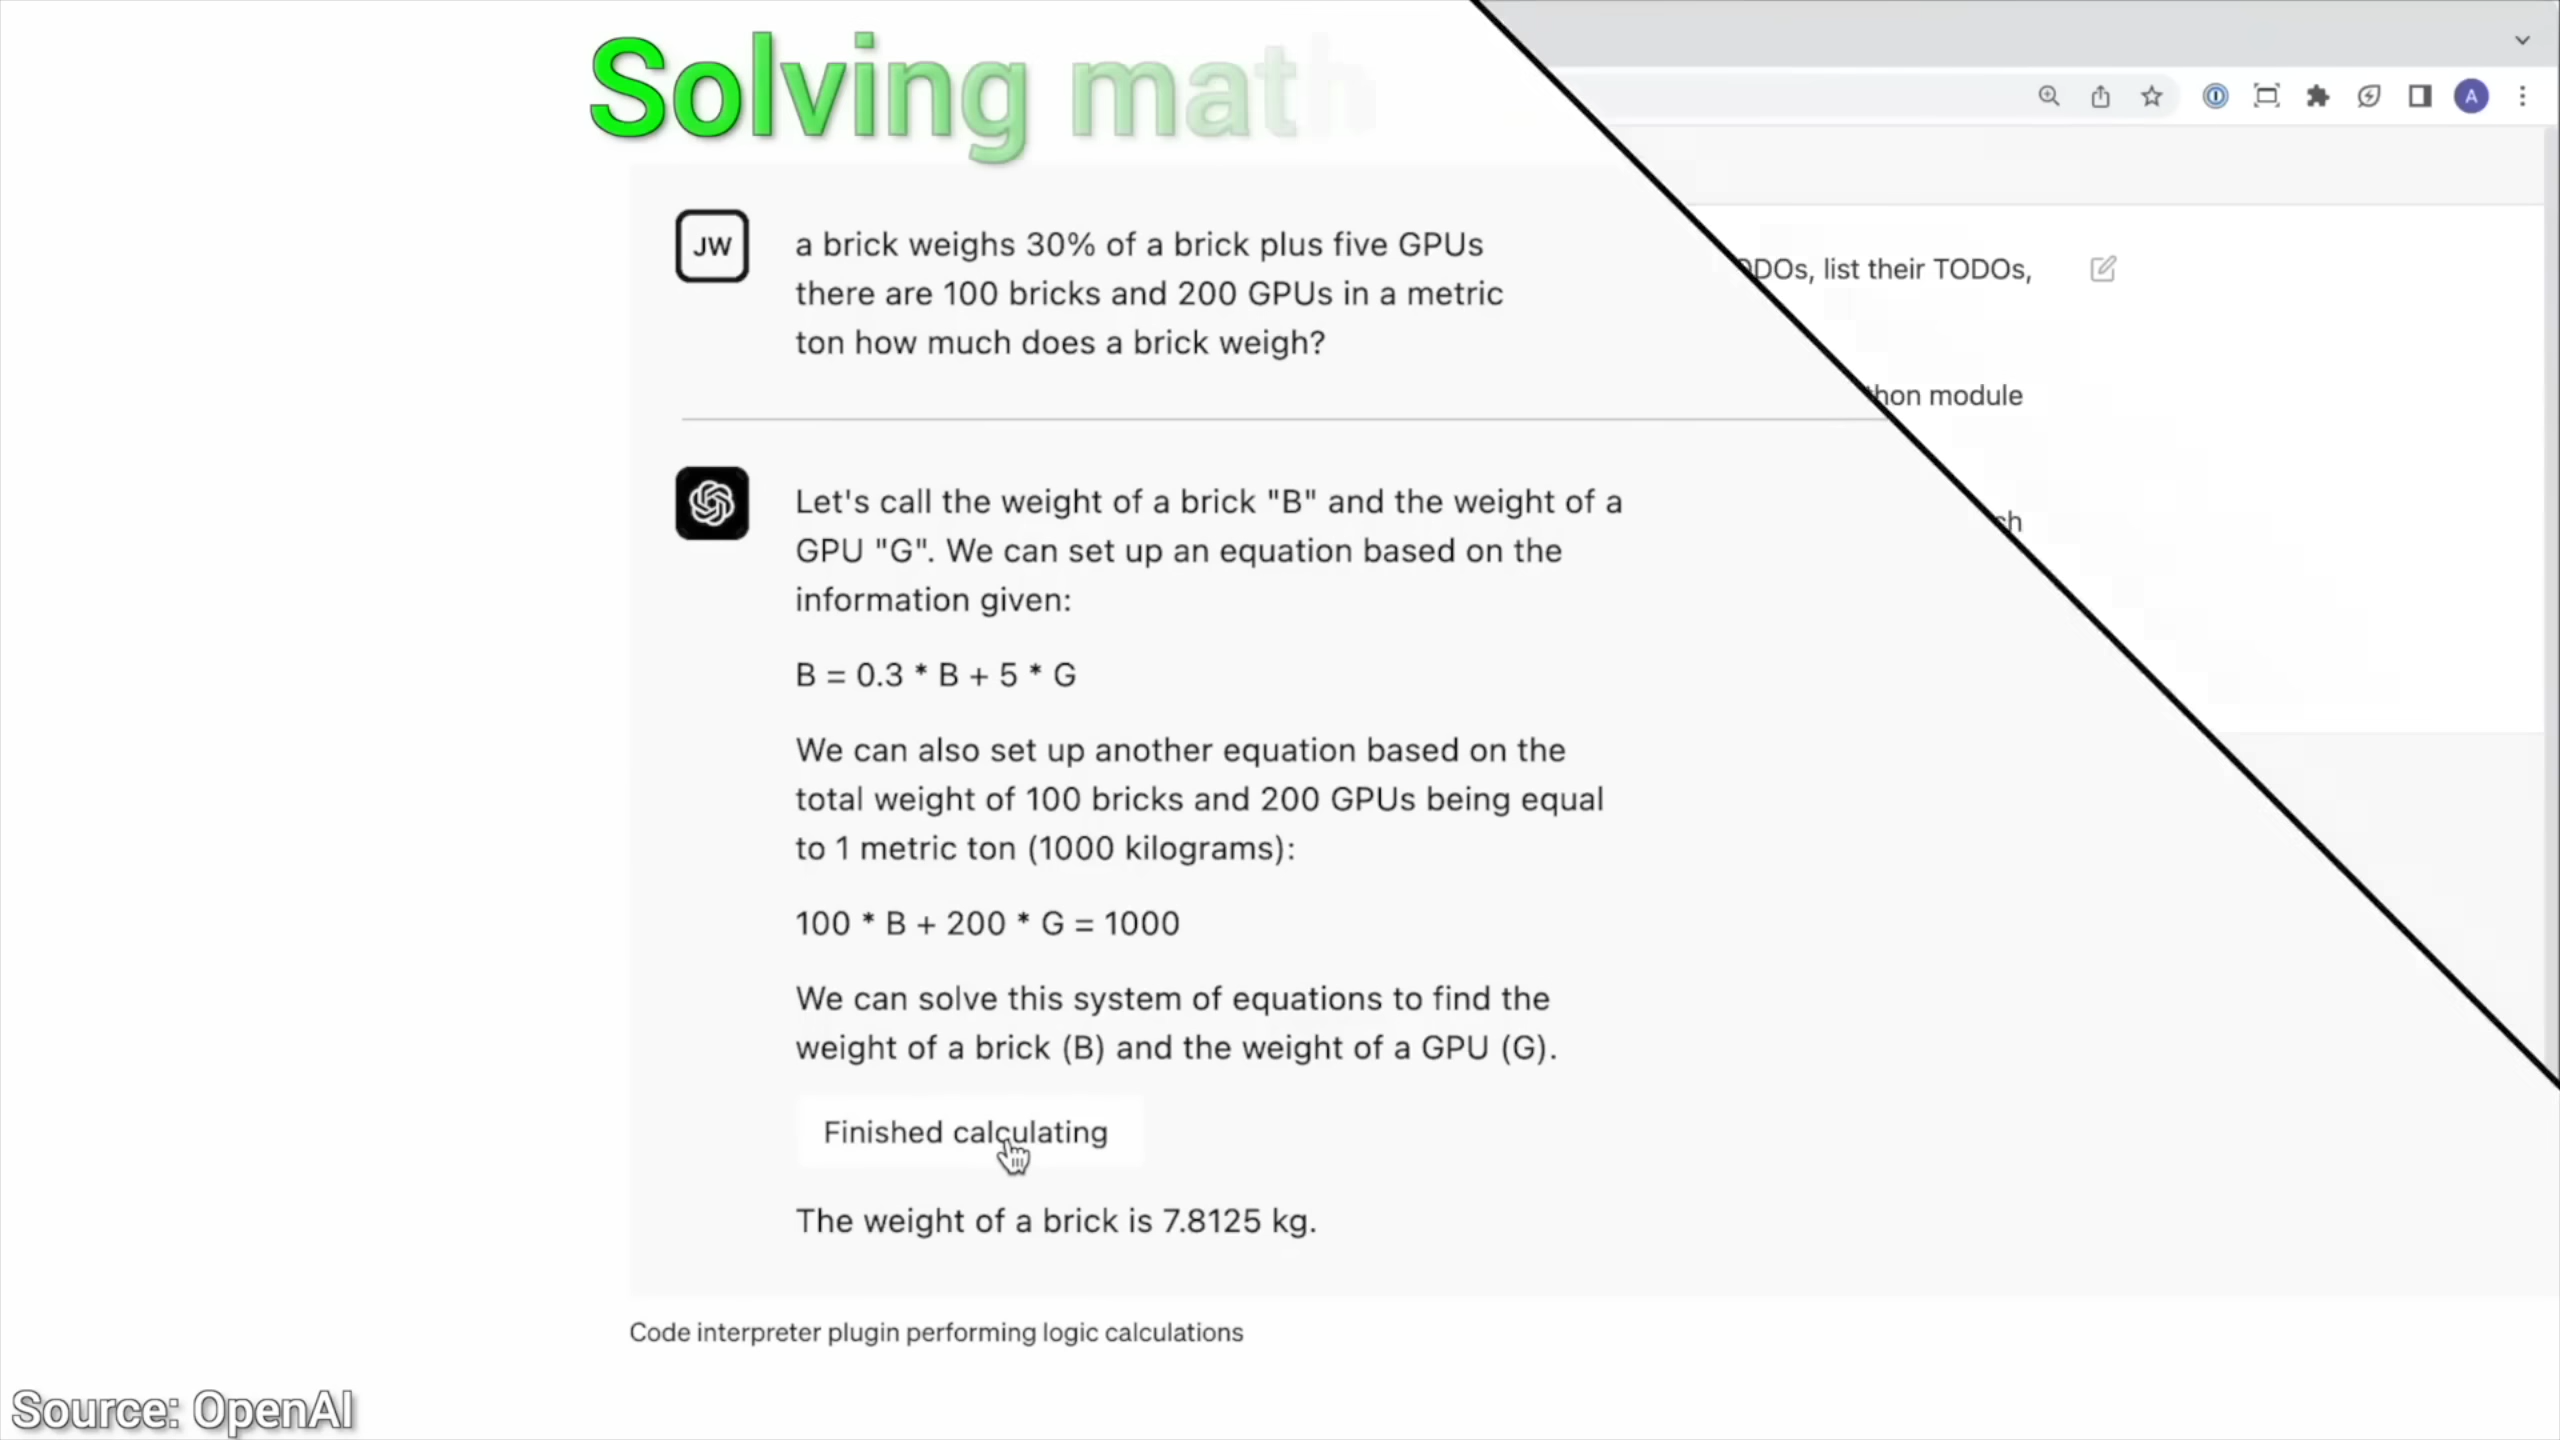 Solving math
A
JW
a brick weighs 30% of a brick plus five GPUs
there are 100 bricks and 200 GPUs in a metric
ton how much does a brick weigh?
DOs, list their TODOs,
hon module
Let's call the weight of a brick "B" and the weight of a
GPU "G". We can set up an equation based on the
information given:
B = 0.3 * B + 5 * G
We can also set up another equation based on the
total weight of 100 bricks and 200 GPUs being equal
to 1 metric ton (1000 kilograms):
100 * B + 200 * G = 1000
We can solve this system of equations to find the
weight of a brick (B) and the weight of a GPU (G).
Finished calculating
The weight of a brick is 7.8125 kg.
Code interpreter plugin performing logic calculations
Source: OpenAI